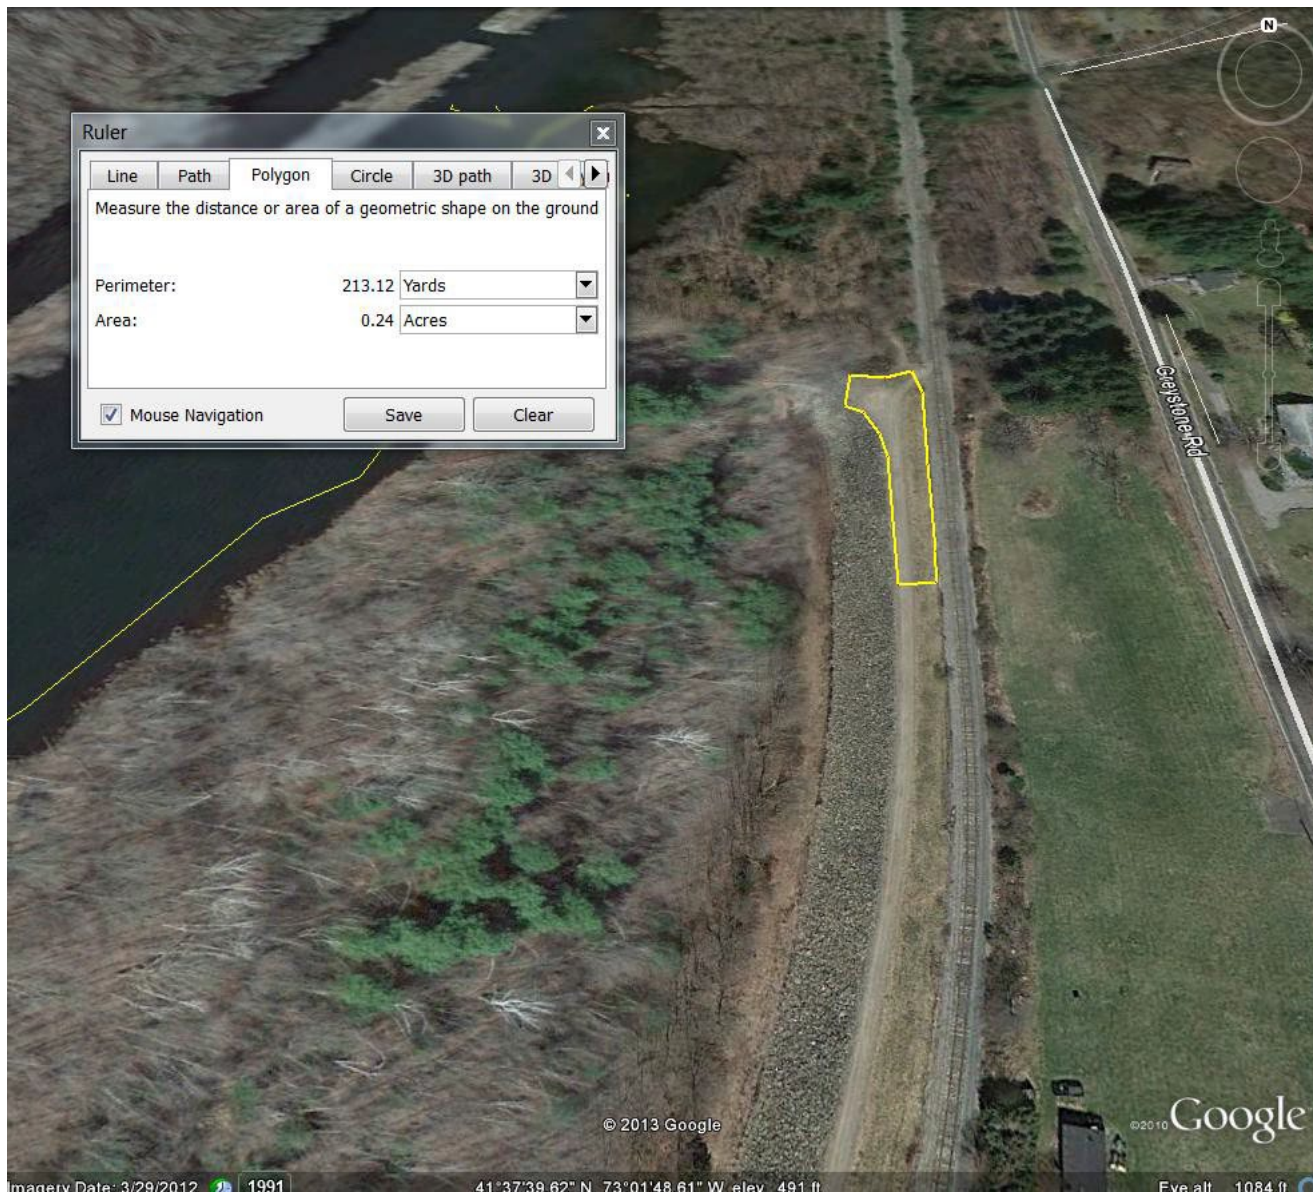 N
Ruler
Line Path Polygon Circle 3D path 3D
Measure the distance or area of a geometric shape on the ground
Perimeter: 213.12 Yards
Area: 0.24 Acres
Mouse Navigation Save Clear
Greystone Rd
© 2013 Google
©2010 Google
Imagery Date: 3/29/2012 1991 41°37'39.62" N 73°01'48.61" W elev 491 ft Eye alt 1084 ft